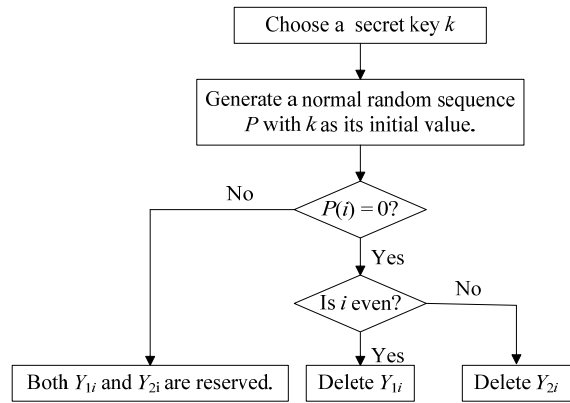 Choose a secret key k
Generate a normal random sequence
P with k as its initial value.
No
P(i) = 0?
Yes
Is i even?
No
Yes
Both Y1i and Y2i are reserved.
Delete Y1i
Delete Y2i